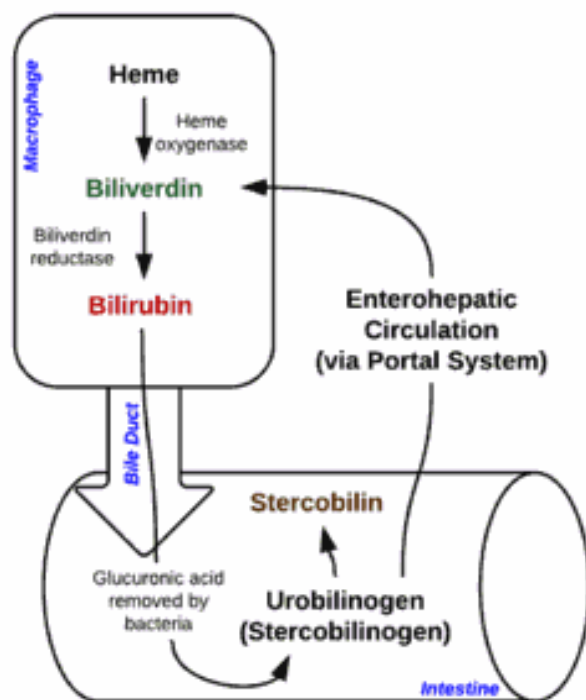 Macrophage
Heme
Heme
oxygenase
Biliverdin
Biliverdin
reductase
Bilirubin
Enterohepatic
Circulation
(via Portal System)
Bile Duct
Stercobilin
Glucuronic acid
removed by
bacteria
Urobilinogen
(Stercobilinogen)
Intestine